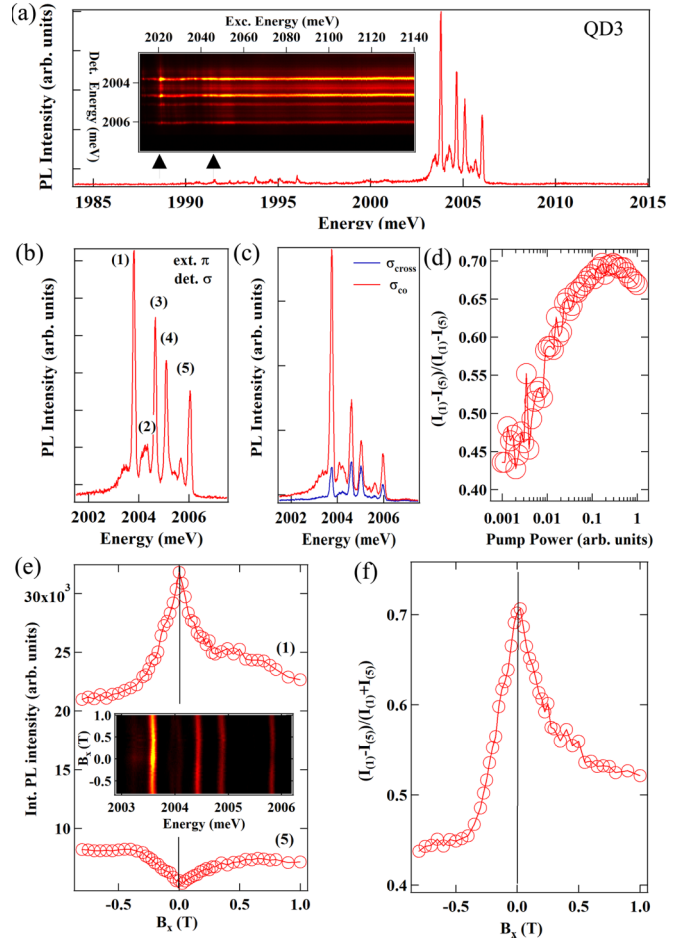 (a)
Exc. Energy (meV)
2020 2040 2060 2080 2100 2120 2140
QD3
PL Intensity (arb. units)
Det. Energy (meV)
2004
2006
1985 1990 1995 2000 2005 2010 2015
Energy (meV)
(b)
(1)
ext. π
det. σ
(3)
(4)
(5)
(2)
PL Intensity (arb. units)
2002 2004 2006
Energy (meV)
(c)
σcross
σco
PL Intensity (arb. units)
2002 2004 2006
Energy (meV)
(d)
(I(1)-I(5))/(I(1)-I(5))
0.70
0.65
0.60
0.55
0.50
0.45
0.40
0.001 0.01 0.1 1
Pump Power (arb. units)
(e)
Int. PL intensity (arb. units)
30x10³
25
20
15
10
(1)
Bx (T)
1.0
0.5
0.0
-0.5
2003 2004 2005 2006
Energy (meV)
(5)
-0.5 0.0 0.5 1.0
Bx (T)
(f)
(I(1)-I(5))/(I(1)+I(5))
0.7
0.6
0.5
0.4
-0.5 0.0 0.5 1.0
Bx (T)